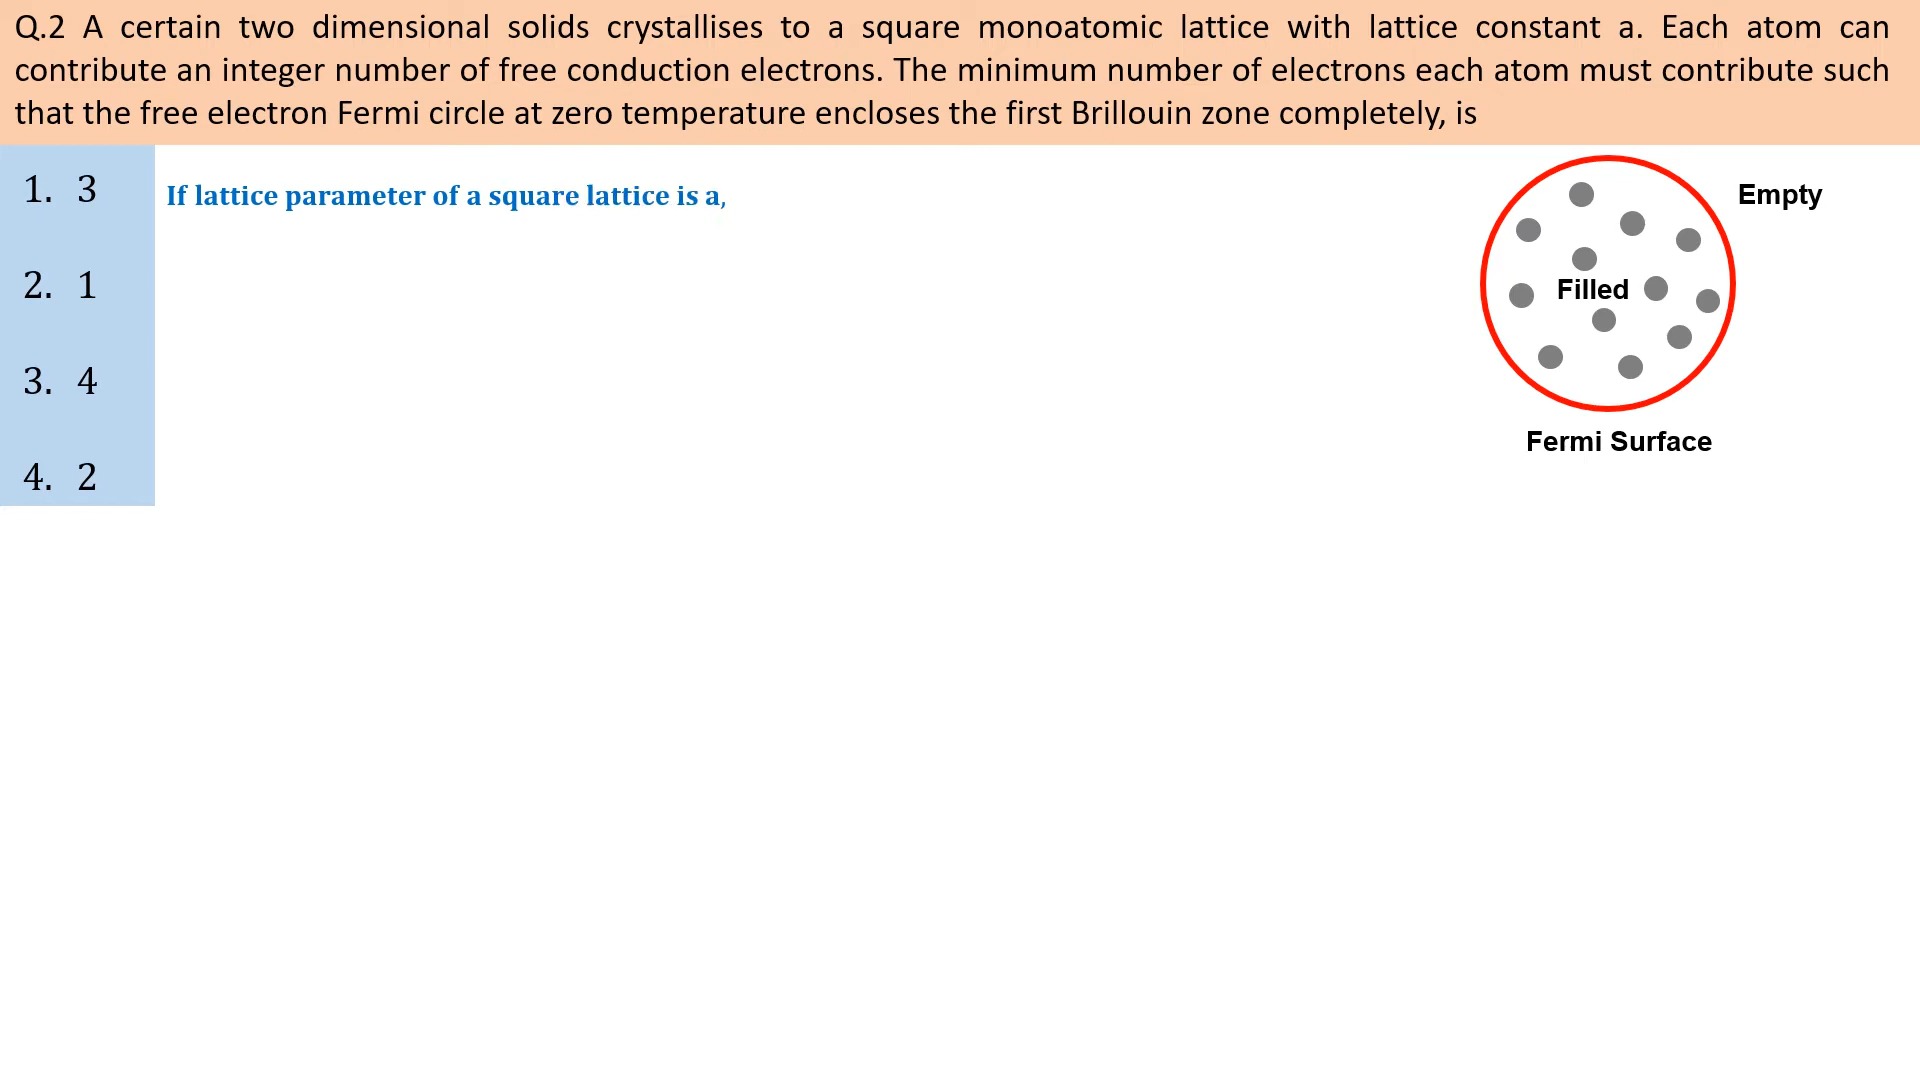 Q.2 A certain two dimensional solids crystallises to a square monoatomic lattice with lattice constant a. Each atom can
contribute an integer number of free conduction electrons. The minimum number of electrons each atom must contribute such
that the free electron Fermi circle at zero temperature encloses the first Brillouin zone completely, is
1. 3
2. 1
3. 4
4. 2
If lattice parameter of a square lattice is a,
Empty
Filled
Fermi Surface